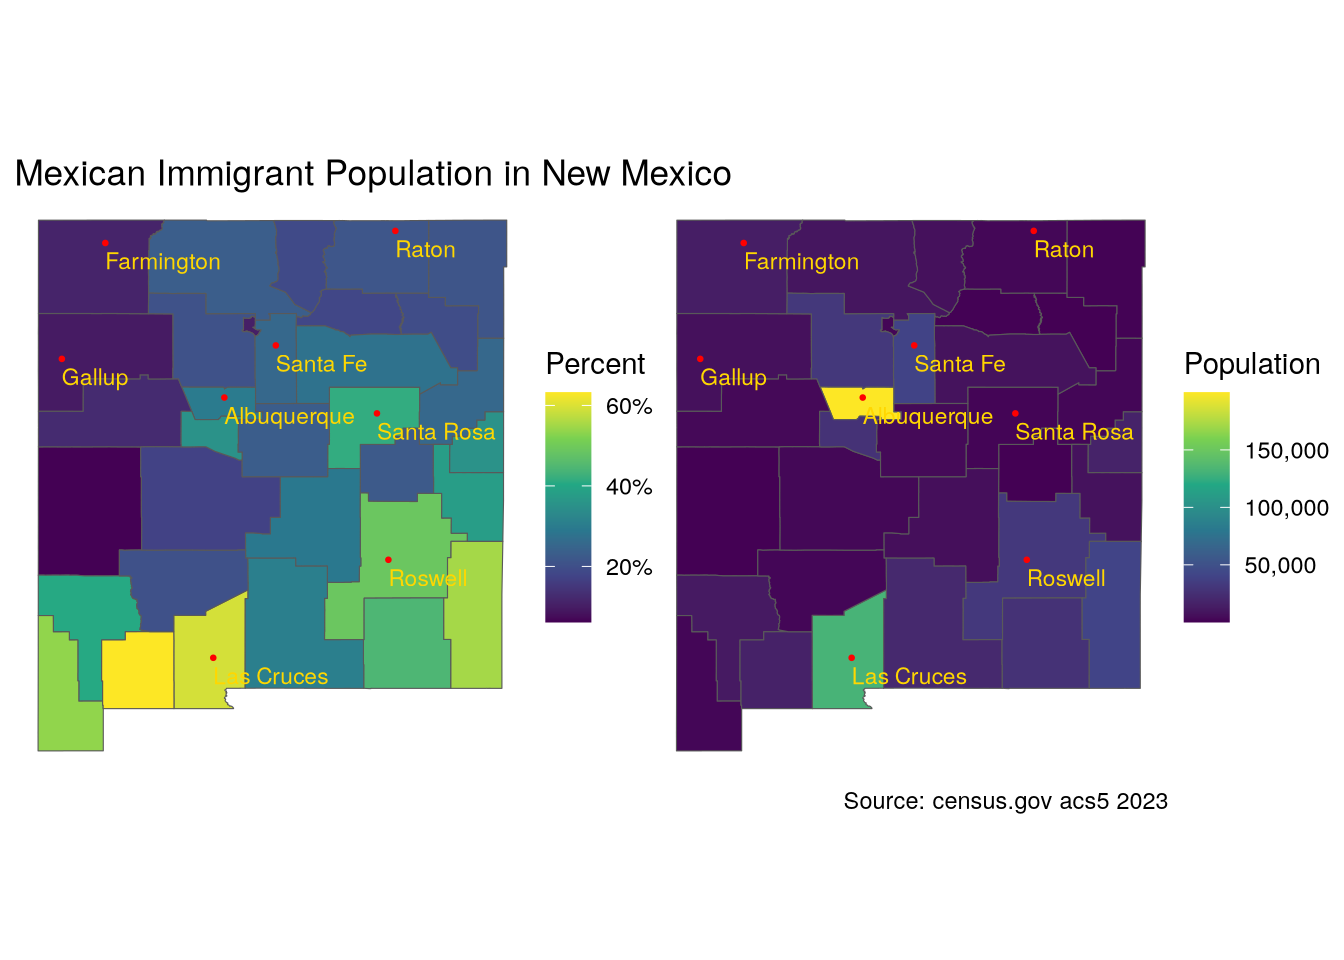 Mexican Immigrant Population in New Mexico
Farmington
Raton
Gallup
Santa Fe
Albuquerque
Santa Rosa
Roswell
Las Cruces
Percent
60%
40%
20%
Farmington
Raton
Gallup
Santa Fe
Albuquerque
Santa Rosa
Roswell
Las Cruces
Population
150,000
100,000
50,000
Source: census.gov acs5 2023